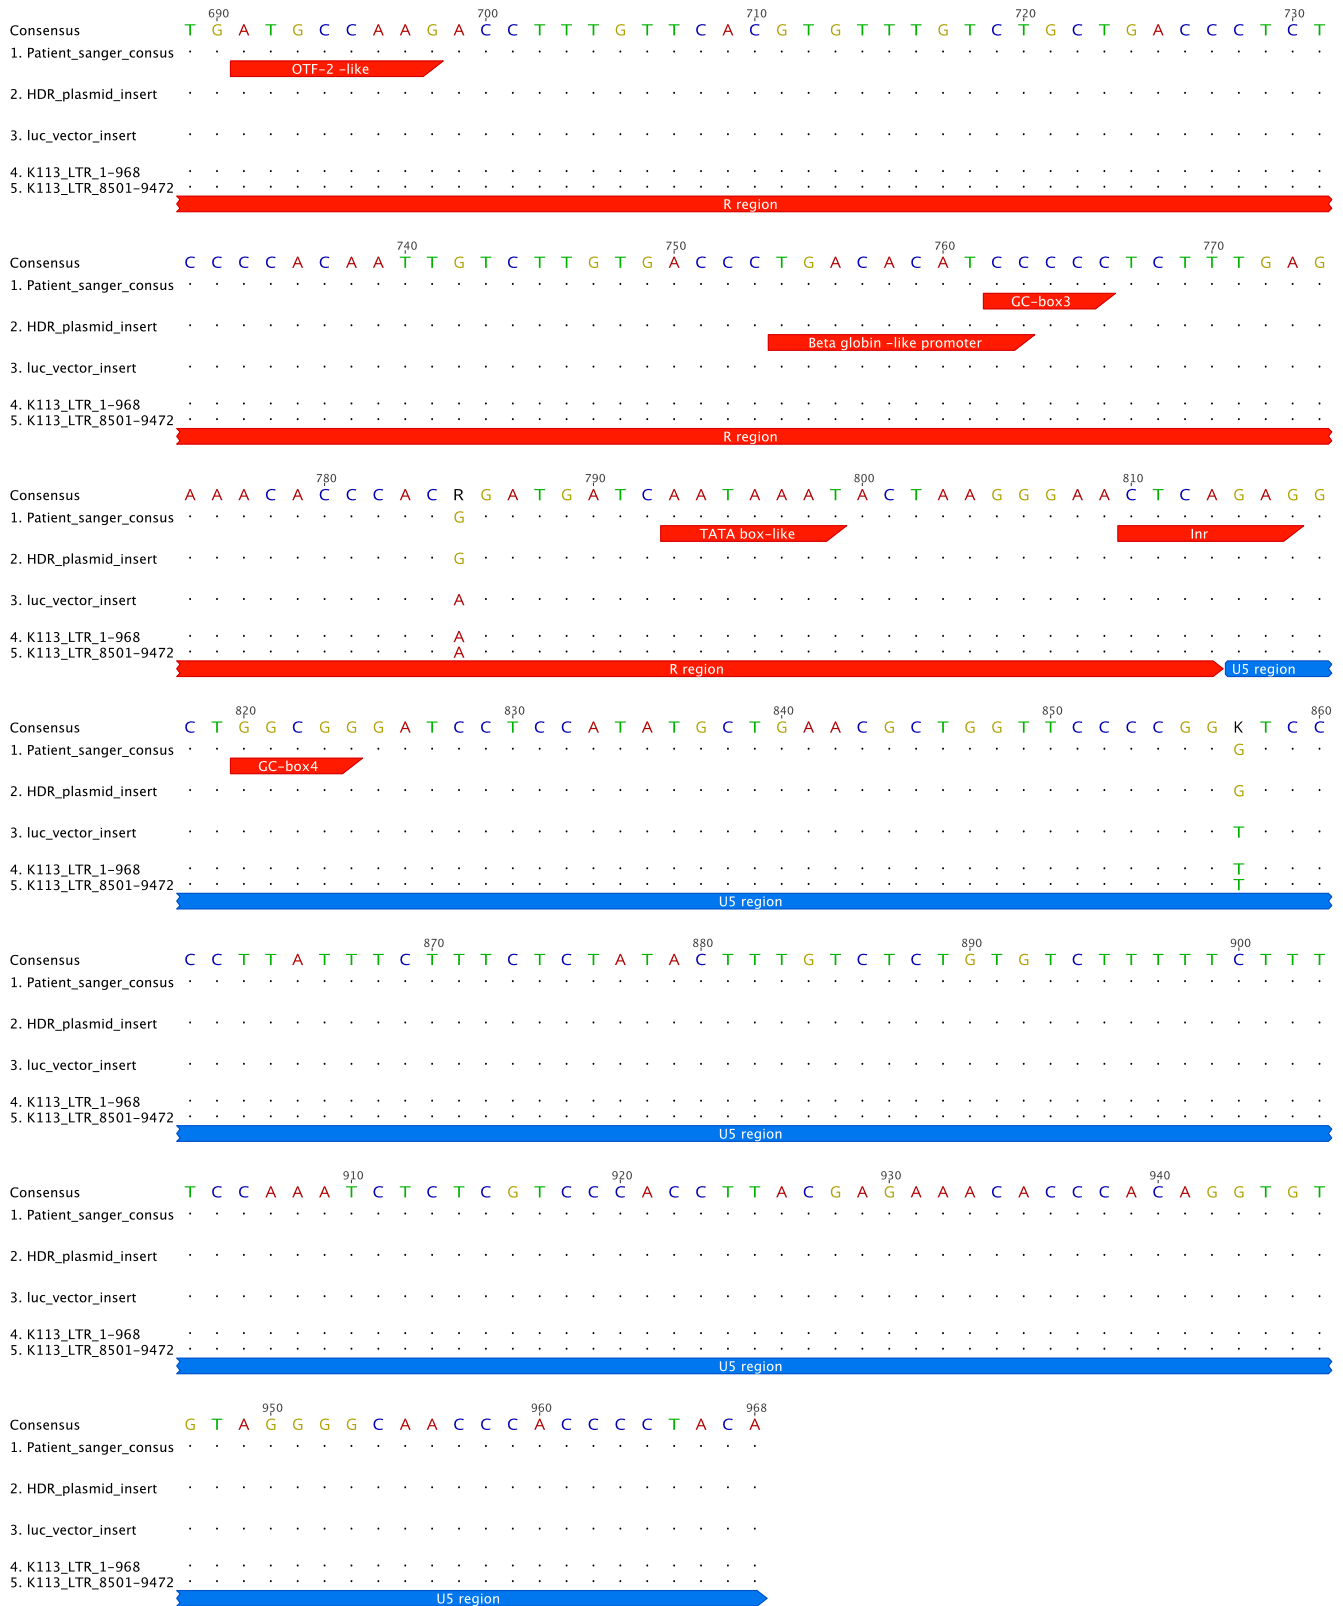 690 700 710 720 730
Consensus T G A T G C C A A G A C C T T T G T T C A C G T G T T T G T C T G C T G A C C C T C T
1. Patient_sanger_consus
OTF-2 -like
2. HDR_plasmid_insert
3. luc_vector_insert
4. K113_LTR_1-968
5. K113_LTR_8501-9472
R region
740 750 760 770
Consensus C C C C A C A A T T G T C T T G T G A C C C T G A C A C A T C C C C C T C T T T G A G
1. Patient_sanger_consus
GC-box3
2. HDR_plasmid_insert
Beta globin -like promoter
3. luc_vector_insert
4. K113_LTR_1-968
5. K113_LTR_8501-9472
R region
780 790 800 810
Consensus A A A C A C C C A C R G A T G A T C A A T A A A T A C T A A G G G A A C T C A G A G G
1. Patient_sanger_consus G
TATA box-like Inr
2. HDR_plasmid_insert G
3. luc_vector_insert A
4. K113_LTR_1-968 A
5. K113_LTR_8501-9472 A
R region U5 region
820 830 840 850 860
Consensus C T G G C G G G A T C C T C C A T A T G C T G A A C G C T G G T T C C C C G G K T C C
1. Patient_sanger_consus G
GC-box4
2. HDR_plasmid_insert G
3. luc_vector_insert T
4. K113_LTR_1-968 T
5. K113_LTR_8501-9472 T
U5 region
870 880 890 900
Consensus C C T T A T T T C T T T C T C T A T A C T T T G T C T C T G T G T C T T T T T C T T T
1. Patient_sanger_consus
2. HDR_plasmid_insert
3. luc_vector_insert
4. K113_LTR_1-968
5. K113_LTR_8501-9472
U5 region
910 920 930 940
Consensus T C C A A A T C T C T C G T C C C A C C T T A C G A G A A A C A C C C A C A G G T G T
1. Patient_sanger_consus
2. HDR_plasmid_insert
3. luc_vector_insert
4. K113_LTR_1-968
5. K113_LTR_8501-9472
U5 region
950 960 968
Consensus G T A G G G G C A A C C C A C C C C T A C A
1. Patient_sanger_consus
2. HDR_plasmid_insert
3. luc_vector_insert
4. K113_LTR_1-968
5. K113_LTR_8501-9472
U5 region